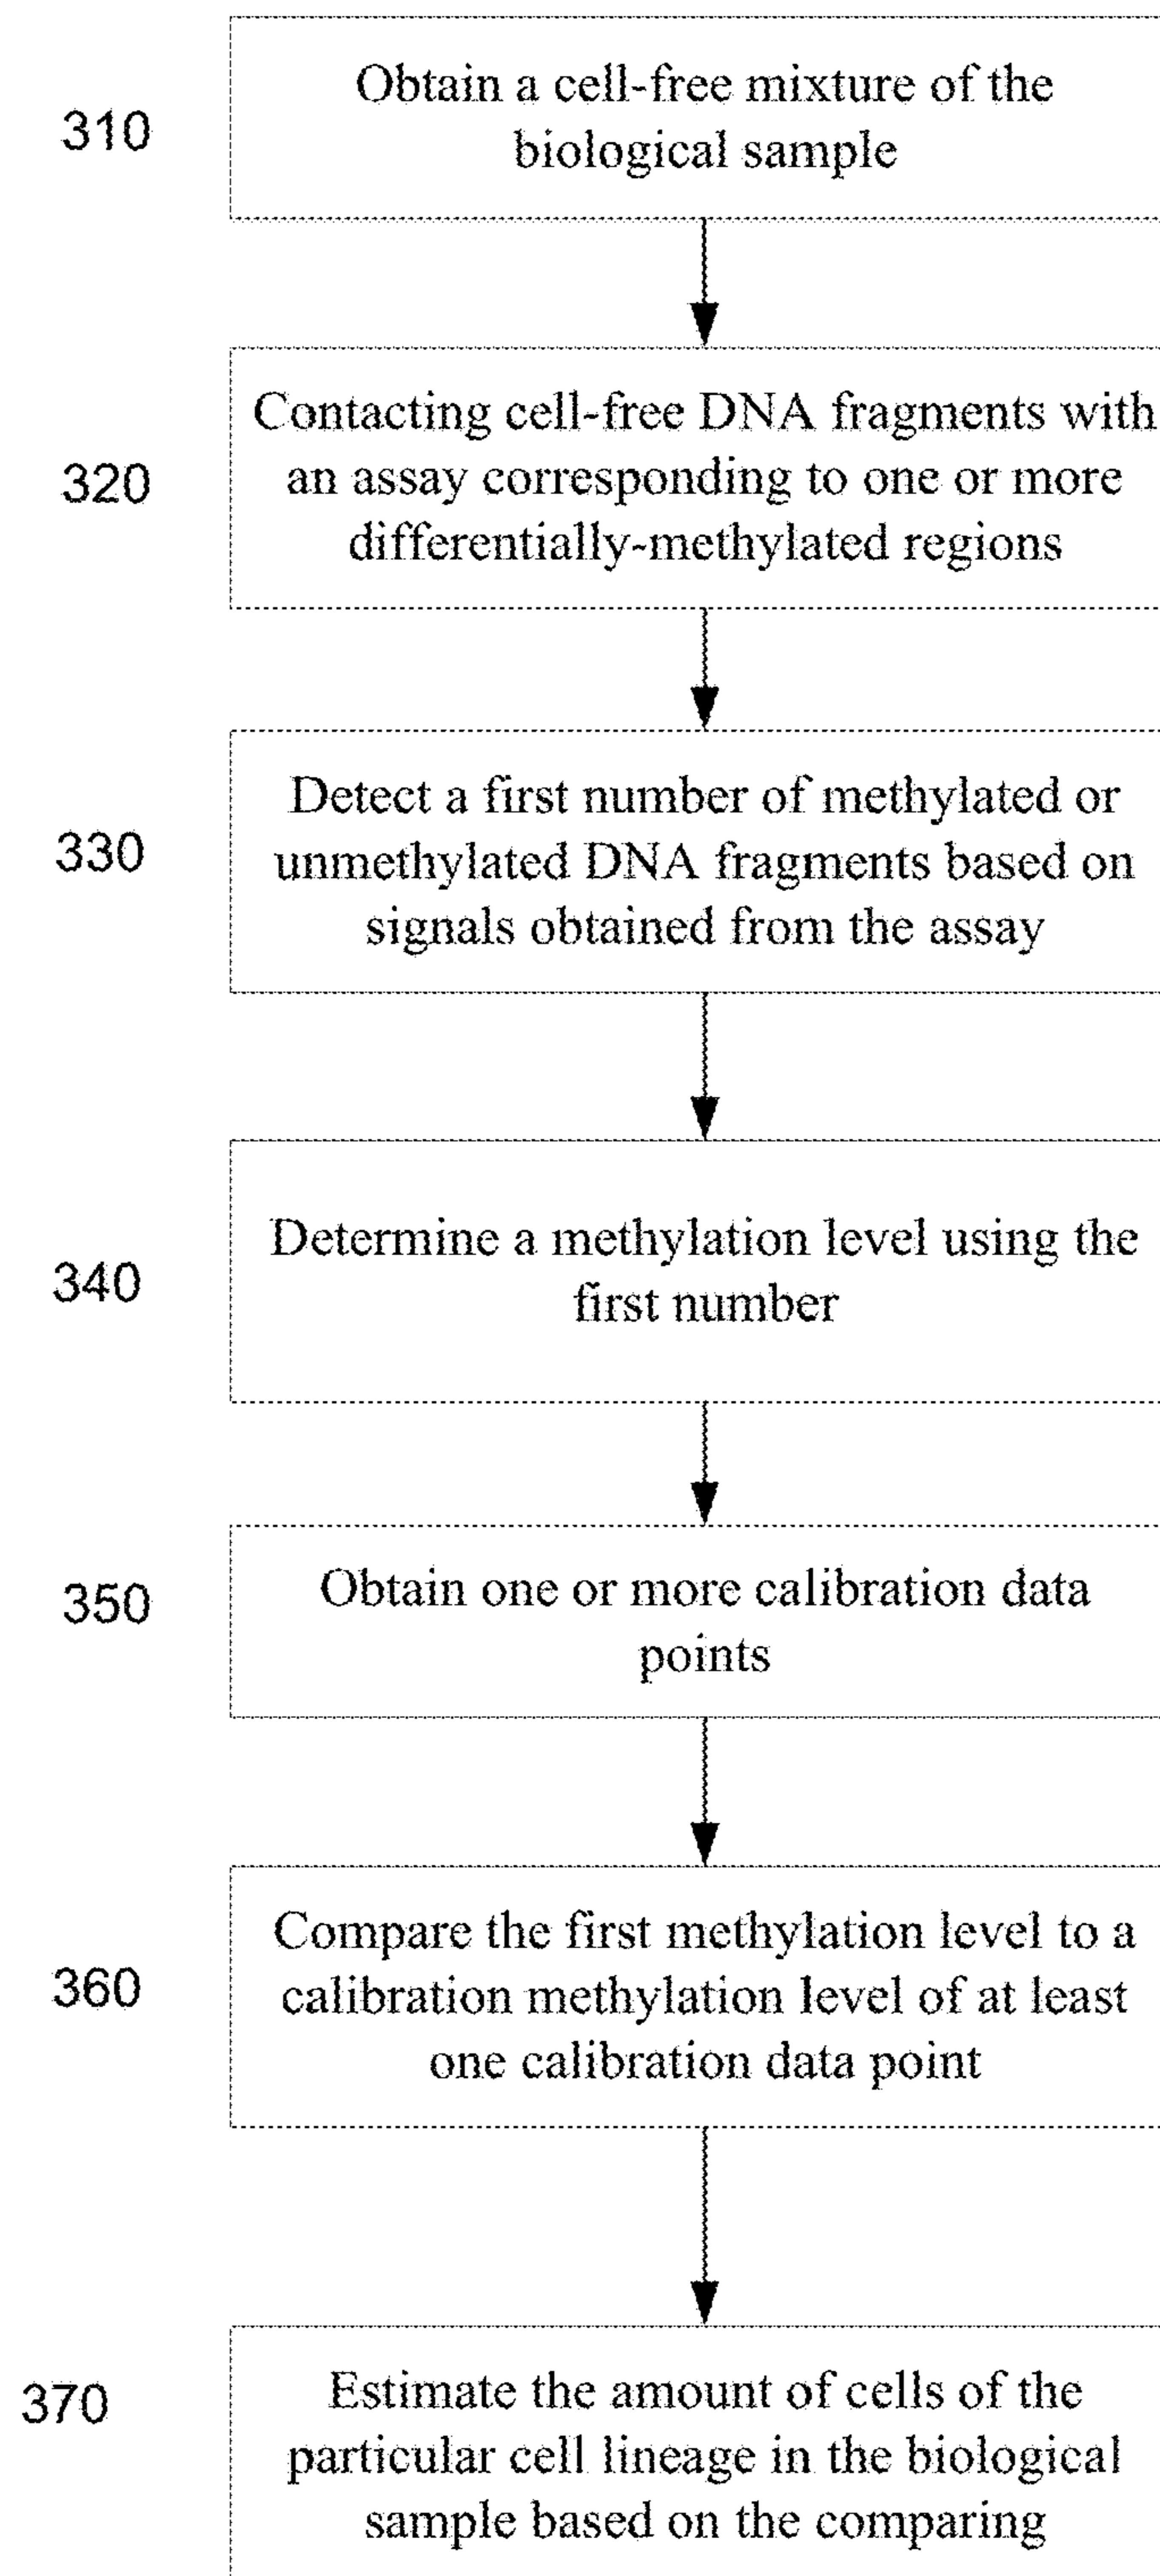 310
Obtain a cell-free mixture of the
biological sample
320
Contacting cell-free DNA fragments with
an assay corresponding to one or more
differentially-methylated regions
330
Detect a first number of methylated or
unmethylated DNA fragments based on
signals obtained from the assay
340
Determine a methylation level using the
first number
350
Obtain one or more calibration data
points
360
Compare the first methylation level to a
calibration methylation level of at least
one calibration data point
370
Estimate the amount of cells of the
particular cell lineage in the biological
sample based on the comparing